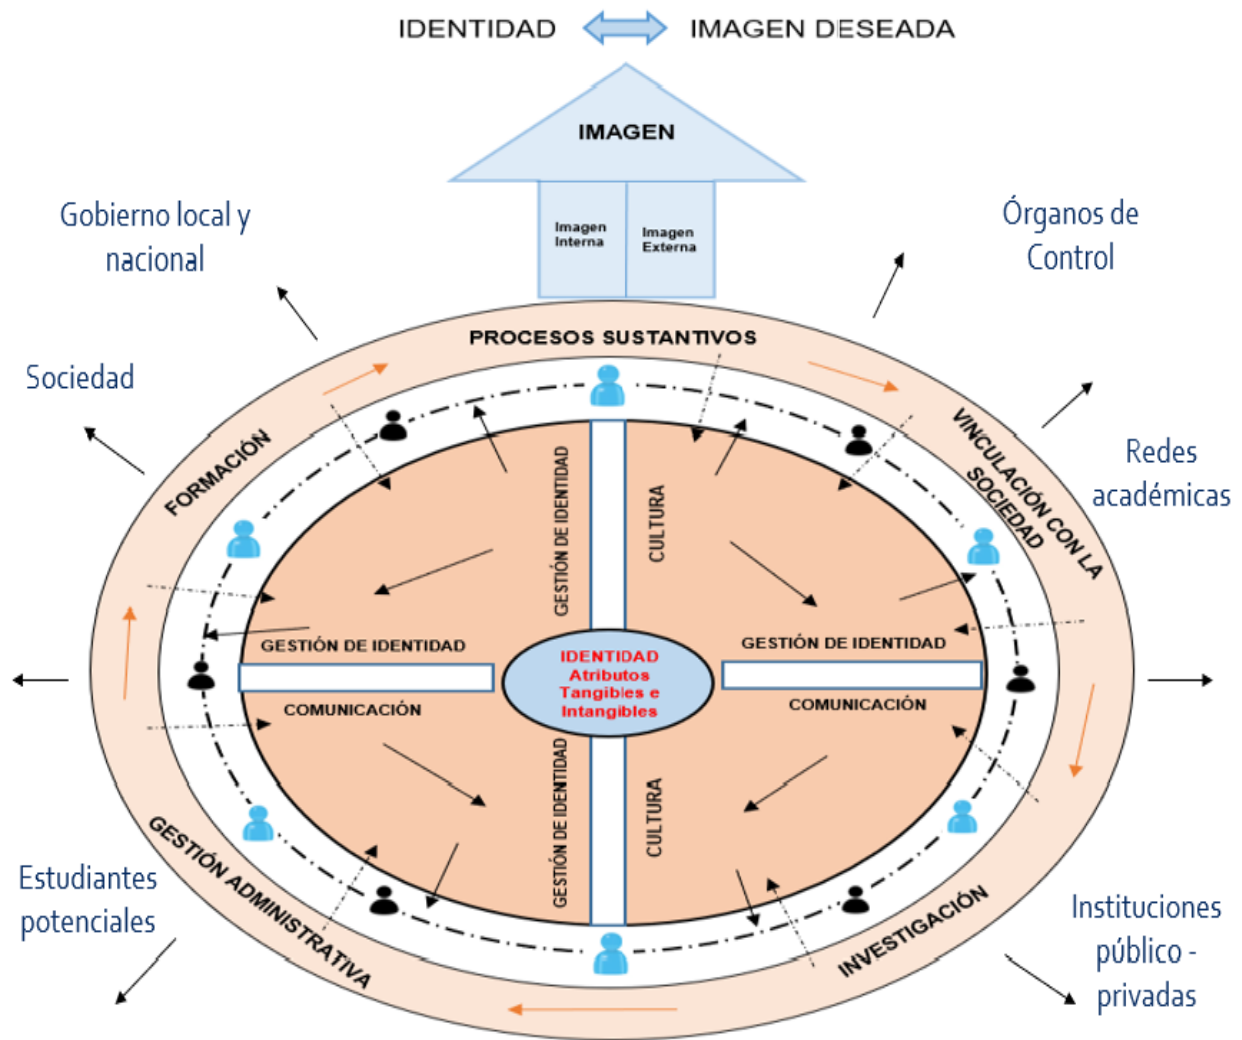 IDENTIDAD
IMAGEN DESEADA
IMAGEN
Imagen
Interna
Imagen
Externa
Gobierno local y
nacional
Órganos de
Control
Sociedad
Redes
académicas
PROCESOS SUSTANTIVOS
FORMACIÓN
VINCULACIÓN CON LA
SOCIEDAD
GESTIÓN DE IDENTIDAD
CULTURA
GESTIÓN DE IDENTIDAD
COMUNICACIÓN
IDENTIDAD
Atributos
Tangibles e
Intangibles
GESTIÓN DE IDENTIDAD
COMUNICACIÓN
GESTIÓN DE IDENTIDAD
CULTURA
GESTIÓN ADMINISTRATIVA
INVESTIGACIÓN
Estudiantes
potenciales
Instituciones
público -
privadas